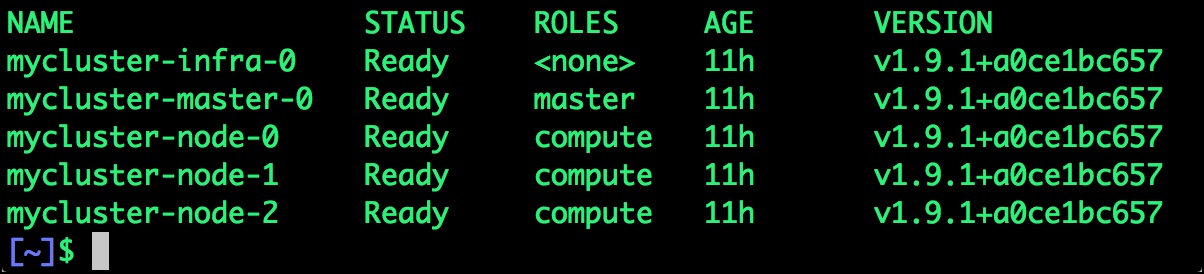 NAME STATUS ROLES AGE VERSION
mycluster-infra-0 Ready <none> 11h v1.9.1+a0ce1bc657
mycluster-master-0 Ready master 11h v1.9.1+a0ce1bc657
mycluster-node-0 Ready compute 11h v1.9.1+a0ce1bc657
mycluster-node-1 Ready compute 11h v1.9.1+a0ce1bc657
mycluster-node-2 Ready compute 11h v1.9.1+a0ce1bc657
[~]$